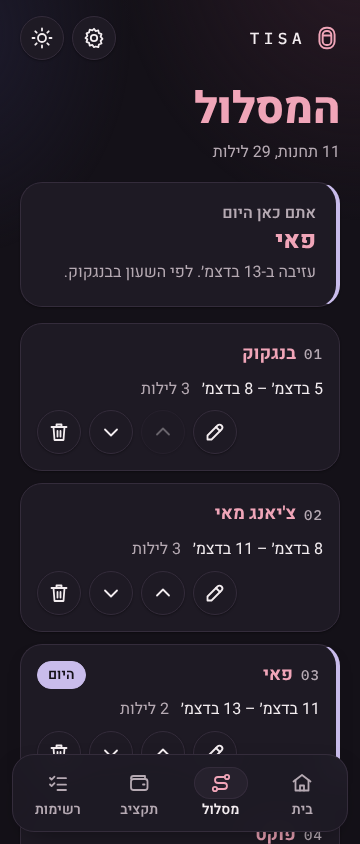 TISA
המסלול
11 תחנות, 29 לילות
אתם כאן היום
פאי
עזיבה ב-13 בדצמ׳. לפי השעון בבנגקוק.
01 בנגקוק
5 בדצמ׳ – 8 בדצמ׳ 3 לילות
02 צ'יאנג מאי
8 בדצמ׳ – 11 בדצמ׳ 3 לילות
03 פאי היום
11 בדצמ׳ – 13 בדצמ׳ 2 לילות
בית מסלול תקציב רשימות
04 פוקט